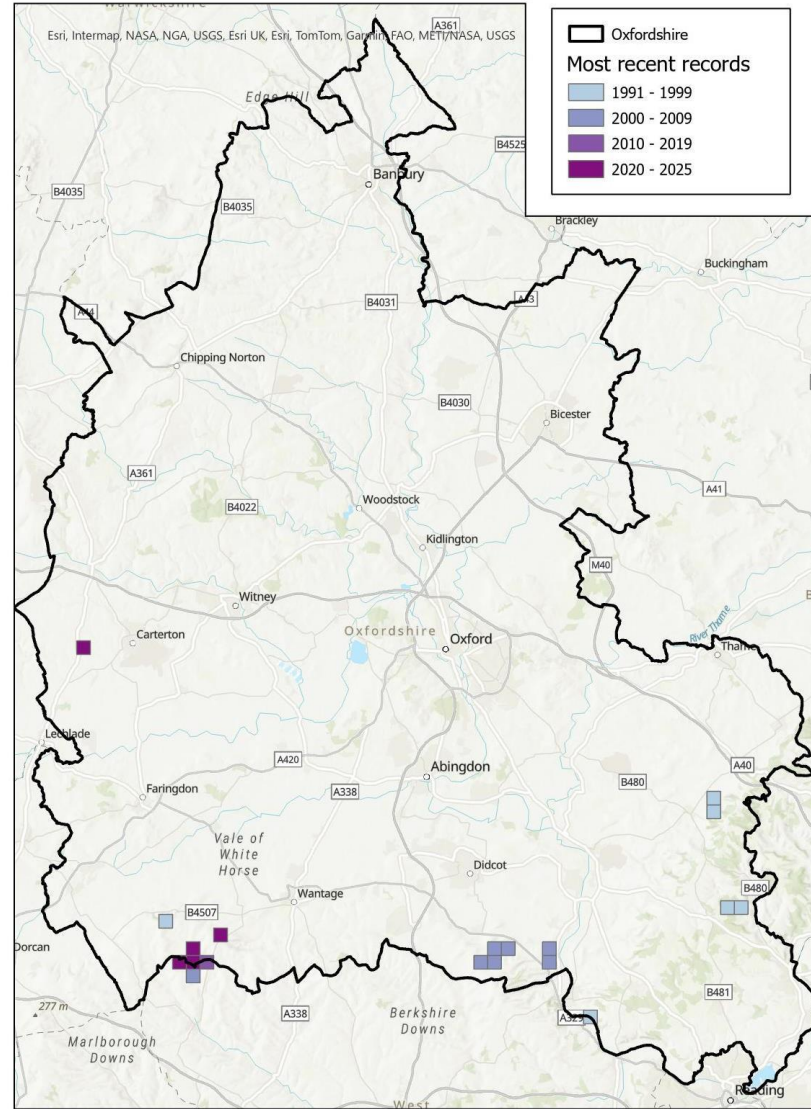 Warwickshire
A361
Esri, Intermap, NASA, NGA, USGS, Esri UK, Esri, TomTom, Garmin, FAO, METI/NASA, USGS
Oxfordshire
Most recent records
1991 - 1999
2000 - 2009
2010 - 2019
2020 - 2025
Edge Hill
B4525
Banbury
B4035
B4035
Brackley
Buckingham
A44
B4031
A43
Chipping Norton
B4030
Bicester
A361
A41
B4022
Woodstock
Kidlington
M40
Witney
River Thame
Carterton
Oxfordshire
Oxford
Thame
Lechlade
A420
A40
Abingdon
B480
Faringdon
A338
Vale of
White
Horse
Didcot
Wantage
B480
B4507
Dorcan
277 m
A338
Berkshire
Downs
A329
B481
Marlborough
Downs
West
Reading